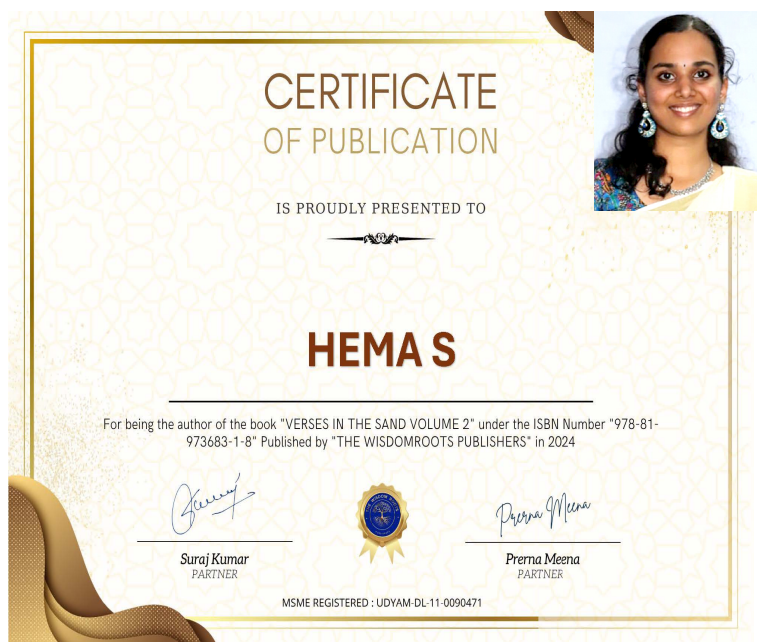 CERTIFICATE
OF PUBLICATION
IS PROUDLY PRESENTED TO
HEMA S
For being the author of the book "VERSES IN THE SAND VOLUME 2" under the ISBN Number "978-81-
973683-1-8" Published by "THE WISDOMROOTS PUBLISHERS" in 2024
Prerna Meena
Suraj Kumar
PARTNER
Prerna Meena
PARTNER
MSME REGISTERED : UDYAM-DL-11-0090471